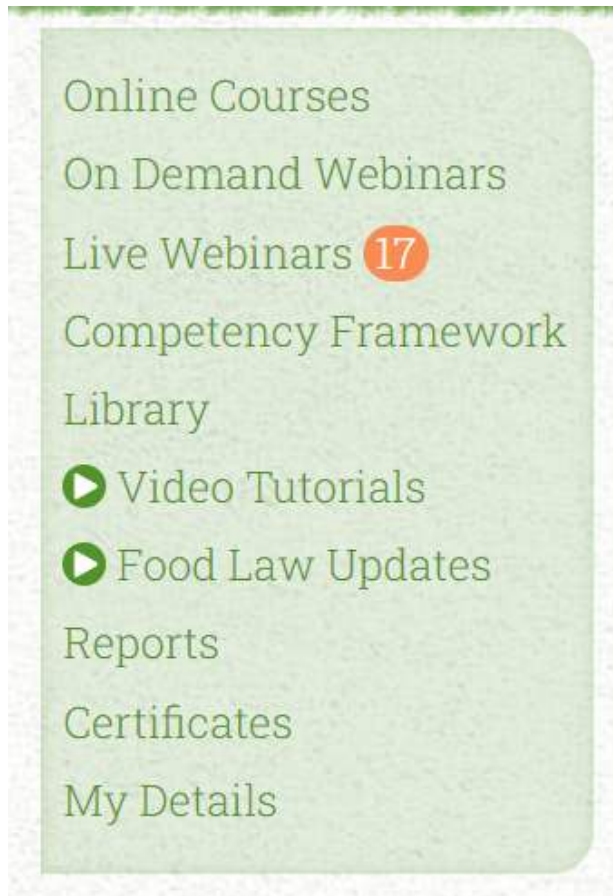 Online Courses
On Demand Webinars
Live Webinars 17
Competency Framework
Library
Video Tutorials
Food Law Updates
Reports
Certificates
My Details